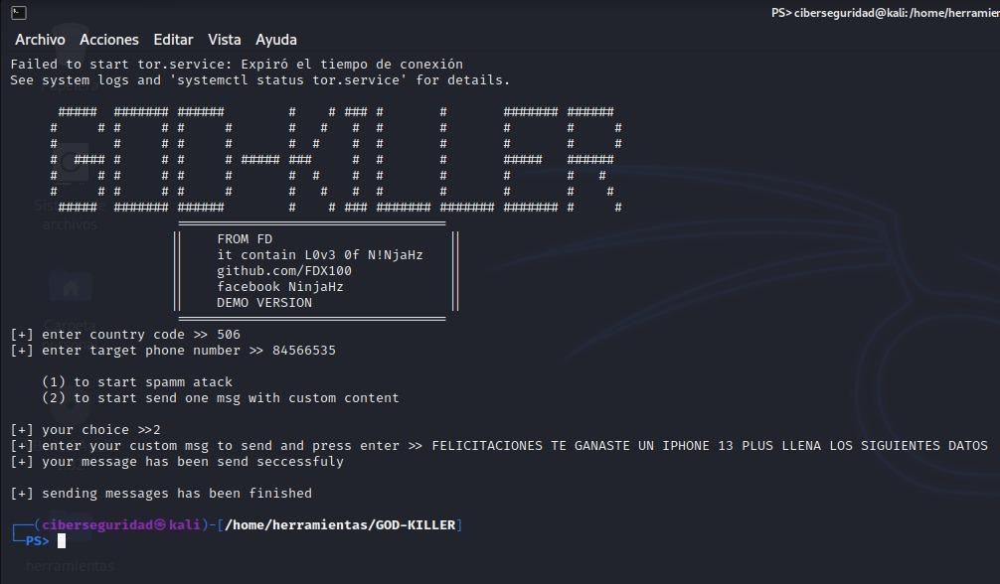 PS> ciberseguridad@kali: /home/herramien
Archivo Acciones Editar Vista Ayuda
Failed to start tor.service: Expiró el tiempo de conexión
See system logs and 'systemctl status tor.service' for details.
GOD-KILLER
FROM FD
it contain L0v3 0f N!NjaHz
github.com/FDX100
facebook NinjaHz
DEMO VERSION
[+] enter country code >> 506
[+] enter target phone number >> 84566535
(1) to start spamm atack
(2) to start send one msg with custom content
[+] your choice >>2
[+] enter your custom msg to send and press enter >> FELICITACIONES TE GANASTE UN IPHONE 13 PLUS LLENA LOS SIGUIENTES DATOS
[+] your message has been send seccessfuly
[+] sending messages has been finished
┌──(ciberseguridad㉿kali)-[/home/herramientas/GOD-KILLER]
└─PS>
herramientas